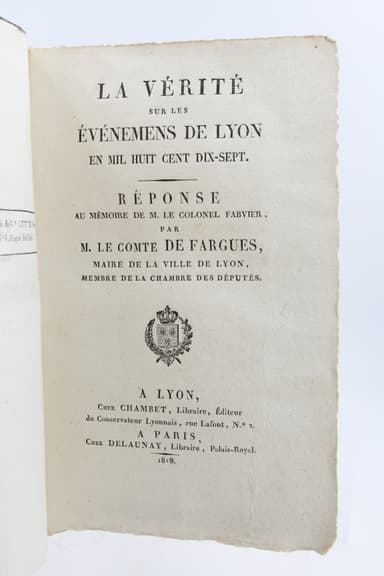 LA VÉRITÉ
SUR LES
ÉVÉNEMENS DE LYON
EN MIL HUIT CENT DIX-SEPT.
RÉPONSE
AU MÉMOIRE DE M. LE COLONEL FABVIER,
PAR
M. LE COMTE DE FARGUES,
MAIRE DE LA VILLE DE LYON,
MEMBRE DE LA CHAMBRE DES DÉPUTÉS.
A LYON,
Chez CHAMBET, Libraire, Éditeur
du Conservateur Lyonnais, rue Lafont, N.º 2.
A PARIS,
Chez DELAUNAY, Libraire, Palais-Royal.
1818.